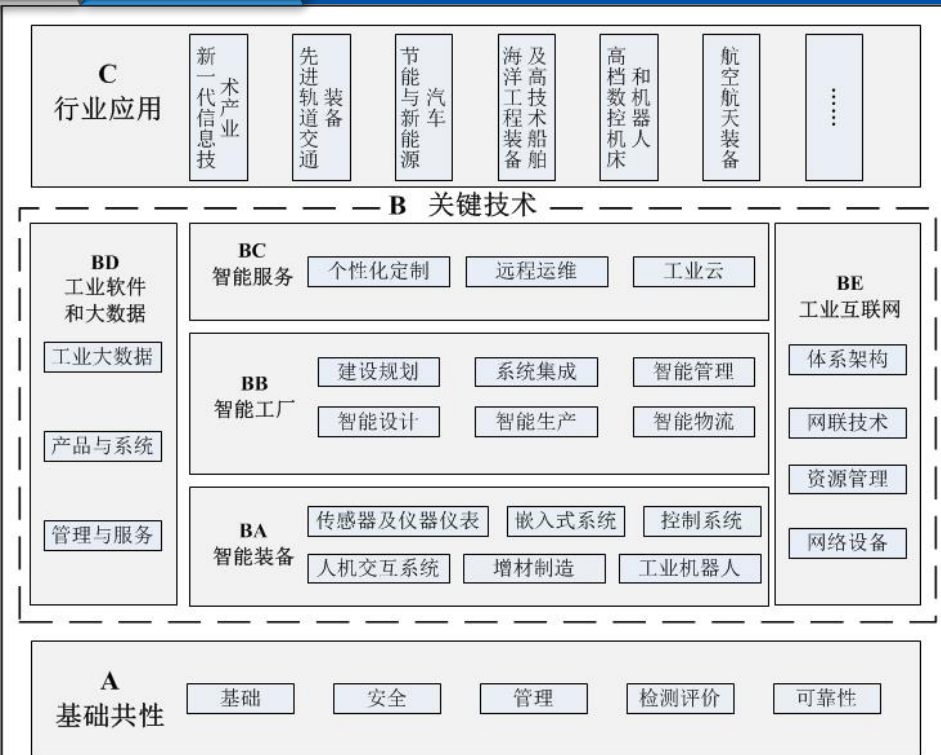 C
行业应用
新一代信息技
术产业
先进轨道交通
装备
节能与新能源
汽车
海洋工程装备
及高技术船舶
高档数控机床
和机器人
航空航天装备
……
B 关键技术
BD
工业软件
和大数据
工业大数据
产品与系统
管理与服务
BC
智能服务
个性化定制
远程运维
工业云
BB
智能工厂
建设规划
系统集成
智能管理
智能设计
智能生产
智能物流
BA
智能装备
传感器及仪器仪表
嵌入式系统
控制系统
人机交互系统
增材制造
工业机器人
BE
工业互联网
体系架构
网联技术
资源管理
网络设备
A
基础共性
基础
安全
管理
检测评价
可靠性